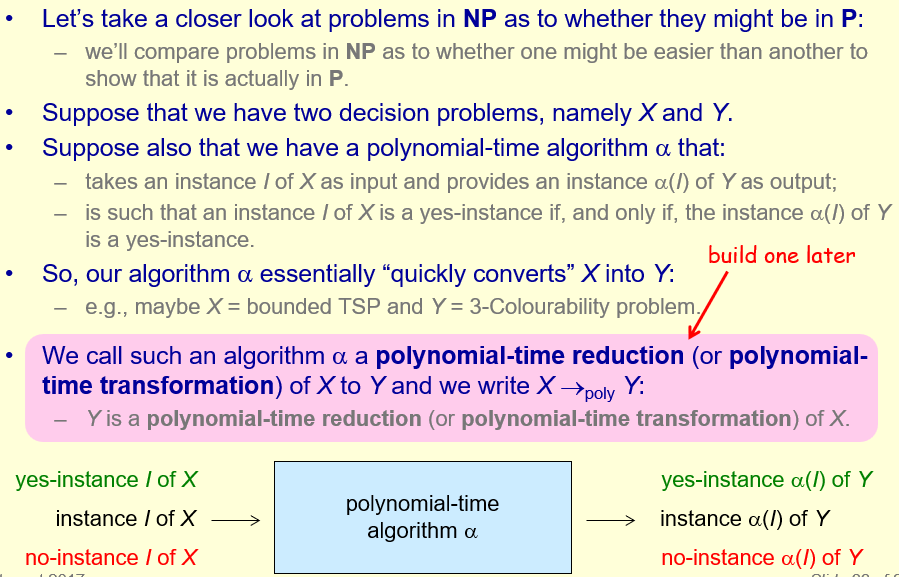 • Let's take a closer look at problems in NP as to whether they might be in P:
– we'll compare problems in NP as to whether one might be easier than another to
show that it is actually in P.
• Suppose that we have two decision problems, namely X and Y.
• Suppose also that we have a polynomial-time algorithm α that:
– takes an instance I of X as input and provides an instance α(I) of Y as output;
– is such that an instance I of X is a yes-instance if, and only if, the instance α(I) of Y
is a yes-instance.
build one later
• So, our algorithm α essentially “quickly converts” X into Y:
– e.g., maybe X = bounded TSP and Y = 3-Colourability problem.
• We call such an algorithm α a polynomial-time reduction (or polynomial-
time transformation) of X to Y and we write X →poly Y:
– Y is a polynomial-time reduction (or polynomial-time transformation) of X.
yes-instance I of X
instance I of X
no-instance I of X
polynomial-time
algorithm α
yes-instance α(I) of Y
instance α(I) of Y
no-instance α(I) of Y